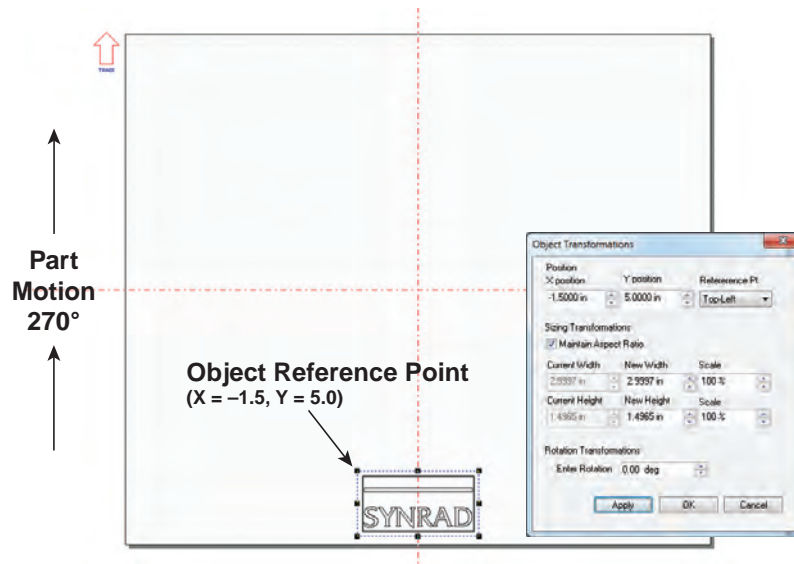 TRACK
Part
Motion
270°
Object Reference Point
(X = –1.5, Y = 5.0)
SYNRAD
Object Transformations
Position
X position Y position Refererence Pt
-1.5000 in 5.0000 in Top-Left
Sizing Transformations
Maintain Aspect Ratio
Current Width New Width Scale
2.9997 in 2.9997 in 100 %
Current Height New Height Scale
1.4965 in 1.4965 in 100 %
Rotation Transformations
Enter Rotation 0.00 deg
Apply OK Cancel